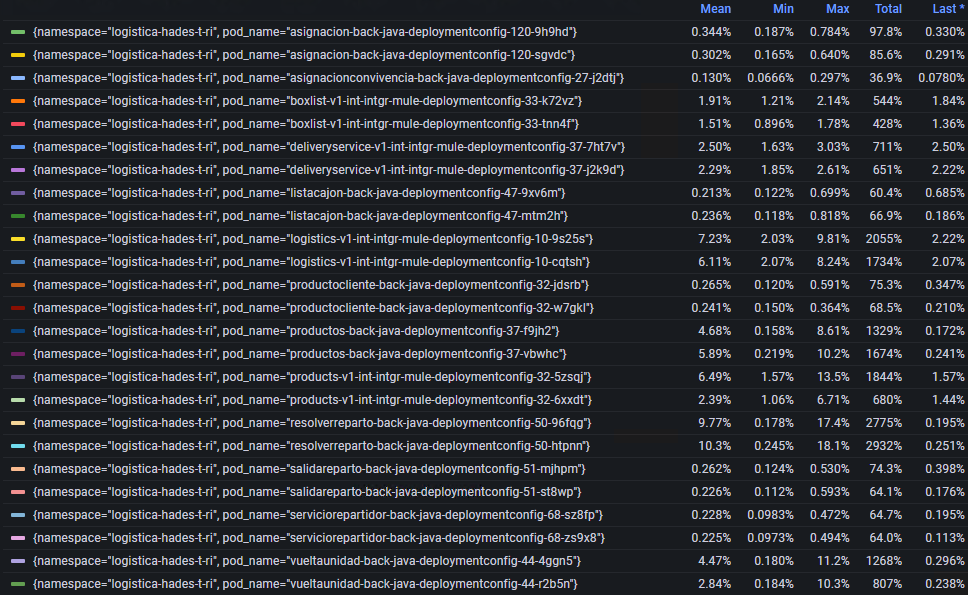 Mean Min Max Total Last *
{namespace="logistica-hades-t-ri", pod_name="asignacion-back-java-deploymentconfig-120-9h9hd"} 0.344% 0.187% 0.784% 97.8% 0.330%
{namespace="logistica-hades-t-ri", pod_name="asignacion-back-java-deploymentconfig-120-sgvdc"} 0.302% 0.165% 0.640% 85.6% 0.291%
{namespace="logistica-hades-t-ri", pod_name="asignacionconvivencia-back-java-deploymentconfig-27-j2dtj"} 0.130% 0.0666% 0.297% 36.9% 0.0780%
{namespace="logistica-hades-t-ri", pod_name="boxlist-v1-int-intgr-mule-deploymentconfig-33-k72vz"} 1.91% 1.21% 2.14% 544% 1.84%
{namespace="logistica-hades-t-ri", pod_name="boxlist-v1-int-intgr-mule-deploymentconfig-33-tnn4f"} 1.51% 0.896% 1.78% 428% 1.36%
{namespace="logistica-hades-t-ri", pod_name="deliveryservice-v1-int-intgr-mule-deploymentconfig-37-7ht7v"} 2.50% 1.63% 3.03% 711% 2.50%
{namespace="logistica-hades-t-ri", pod_name="deliveryservice-v1-int-intgr-mule-deploymentconfig-37-j2k9d"} 2.29% 1.85% 2.61% 651% 2.22%
{namespace="logistica-hades-t-ri", pod_name="listacajon-back-java-deploymentconfig-47-9xv6m"} 0.213% 0.122% 0.699% 60.4% 0.685%
{namespace="logistica-hades-t-ri", pod_name="listacajon-back-java-deploymentconfig-47-mtm2h"} 0.236% 0.118% 0.818% 66.9% 0.186%
{namespace="logistica-hades-t-ri", pod_name="logistics-v1-int-intgr-mule-deploymentconfig-10-9s25s"} 7.23% 2.03% 9.81% 2055% 2.22%
{namespace="logistica-hades-t-ri", pod_name="logistics-v1-int-intgr-mule-deploymentconfig-10-cqtsh"} 6.11% 2.07% 8.24% 1734% 2.07%
{namespace="logistica-hades-t-ri", pod_name="productocliente-back-java-deploymentconfig-32-jdsrb"} 0.265% 0.120% 0.591% 75.3% 0.347%
{namespace="logistica-hades-t-ri", pod_name="productocliente-back-java-deploymentconfig-32-w7gkl"} 0.241% 0.150% 0.364% 68.5% 0.210%
{namespace="logistica-hades-t-ri", pod_name="productos-back-java-deploymentconfig-37-f9jh2"} 4.68% 0.158% 8.61% 1329% 0.172%
{namespace="logistica-hades-t-ri", pod_name="productos-back-java-deploymentconfig-37-vbwhc"} 5.89% 0.219% 10.2% 1674% 0.241%
{namespace="logistica-hades-t-ri", pod_name="products-v1-int-intgr-mule-deploymentconfig-32-5zsqj"} 6.49% 1.57% 13.5% 1844% 1.57%
{namespace="logistica-hades-t-ri", pod_name="products-v1-int-intgr-mule-deploymentconfig-32-6xxdt"} 2.39% 1.06% 6.71% 680% 1.44%
{namespace="logistica-hades-t-ri", pod_name="resolverreparto-back-java-deploymentconfig-50-96fqg"} 9.77% 0.178% 17.4% 2775% 0.195%
{namespace="logistica-hades-t-ri", pod_name="resolverreparto-back-java-deploymentconfig-50-htpnn"} 10.3% 0.245% 18.1% 2932% 0.251%
{namespace="logistica-hades-t-ri", pod_name="salidareparto-back-java-deploymentconfig-51-mjhpm"} 0.262% 0.124% 0.530% 74.3% 0.398%
{namespace="logistica-hades-t-ri", pod_name="salidareparto-back-java-deploymentconfig-51-st8wp"} 0.226% 0.112% 0.593% 64.1% 0.176%
{namespace="logistica-hades-t-ri", pod_name="serviciorepartidor-back-java-deploymentconfig-68-sz8fp"} 0.228% 0.0983% 0.472% 64.7% 0.195%
{namespace="logistica-hades-t-ri", pod_name="serviciorepartidor-back-java-deploymentconfig-68-zs9x8"} 0.225% 0.0973% 0.494% 64.0% 0.113%
{namespace="logistica-hades-t-ri", pod_name="vueltaunidad-back-java-deploymentconfig-44-4ggn5"} 4.47% 0.180% 11.2% 1268% 0.296%
{namespace="logistica-hades-t-ri", pod_name="vueltaunidad-back-java-deploymentconfig-44-r2b5n"} 2.84% 0.184% 10.3% 807% 0.238%